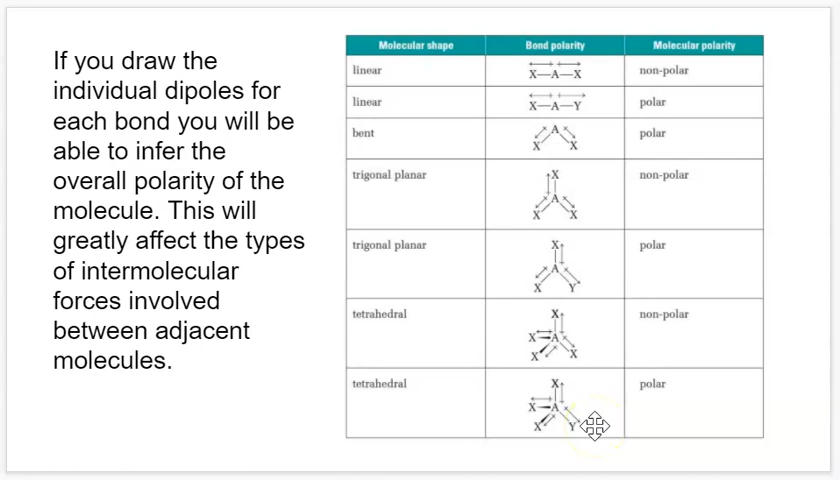 If you draw the
individual dipoles for
each bond you will be
able to infer the
overall polarity of the
molecule. This will
greatly affect the types
of intermolecular
forces involved
between adjacent
molecules.
Molecular shape Bond polarity Molecular polarity
linear X—A—X non-polar
linear X—A—Y polar
bent A polar
X X
trigonal planar X non-polar
A
X X
trigonal planar X polar
A
X Y
tetrahedral X non-polar
X A
X X
tetrahedral X polar
X A
X Y